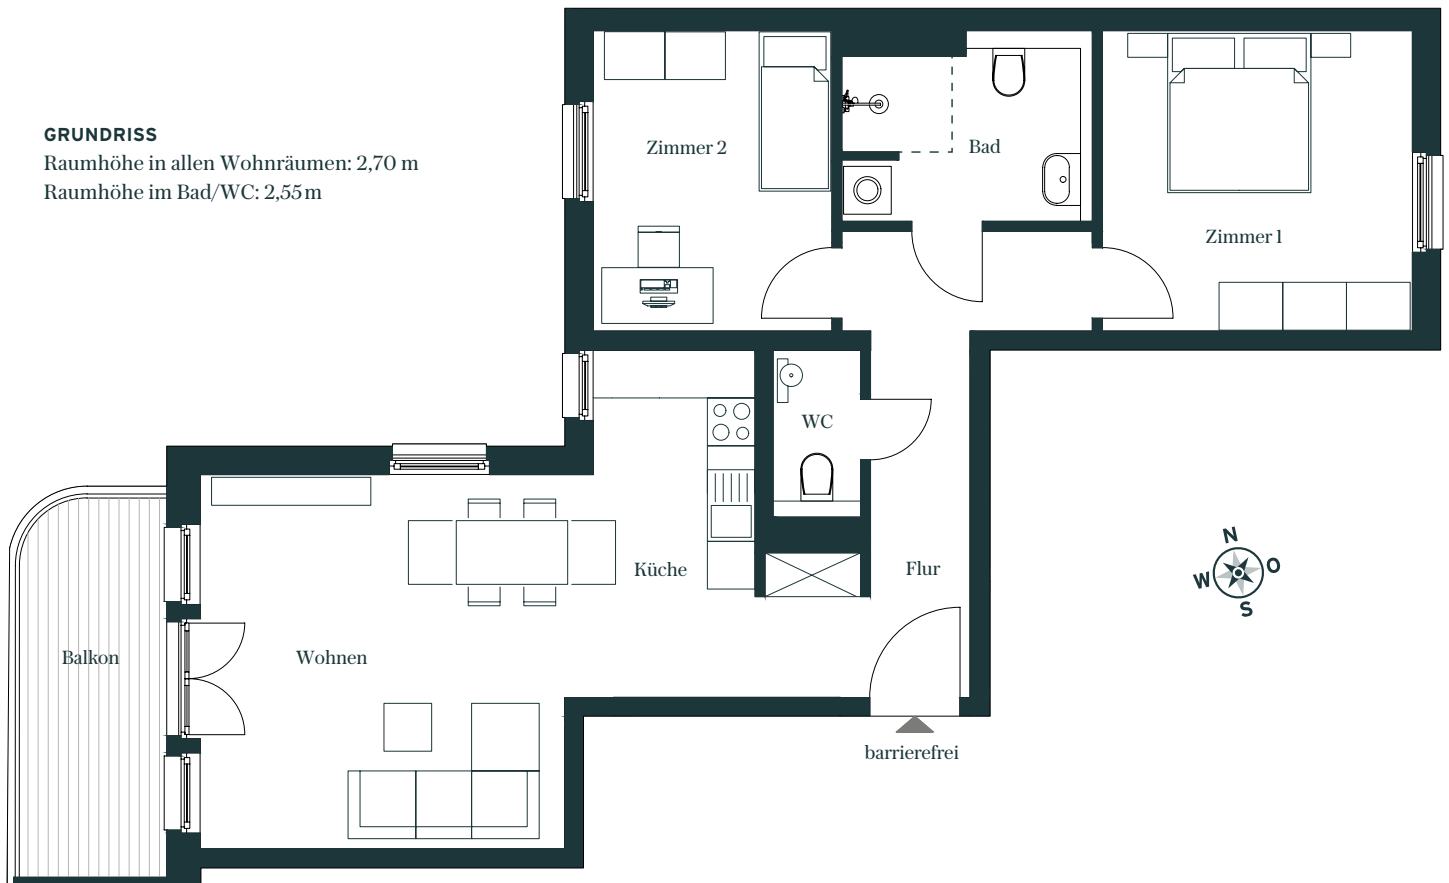 GRUNDRISS
Raumhöhe in allen Wohnräumen: 2,70 m
Raumhöhe im Bad/WC: 2,55 m
Zimmer 2
Bad
Zimmer 1
WC
Küche
Flur
N
W
O
S
Balkon
Wohnen
barrierefrei